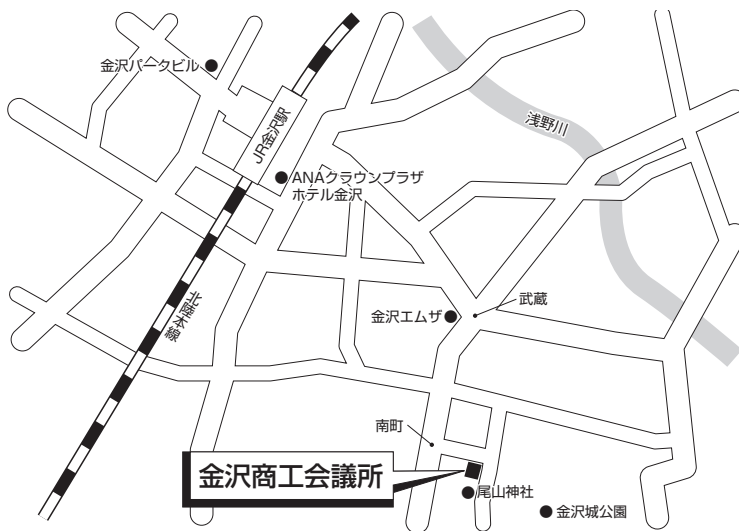 金沢パークビル
JR金沢駅
浅野川
ANAクラウンプラザ
ホテル金沢
北陸本線
金沢エムザ
武蔵
南町
金沢商工会議所
尾山神社
金沢城公園